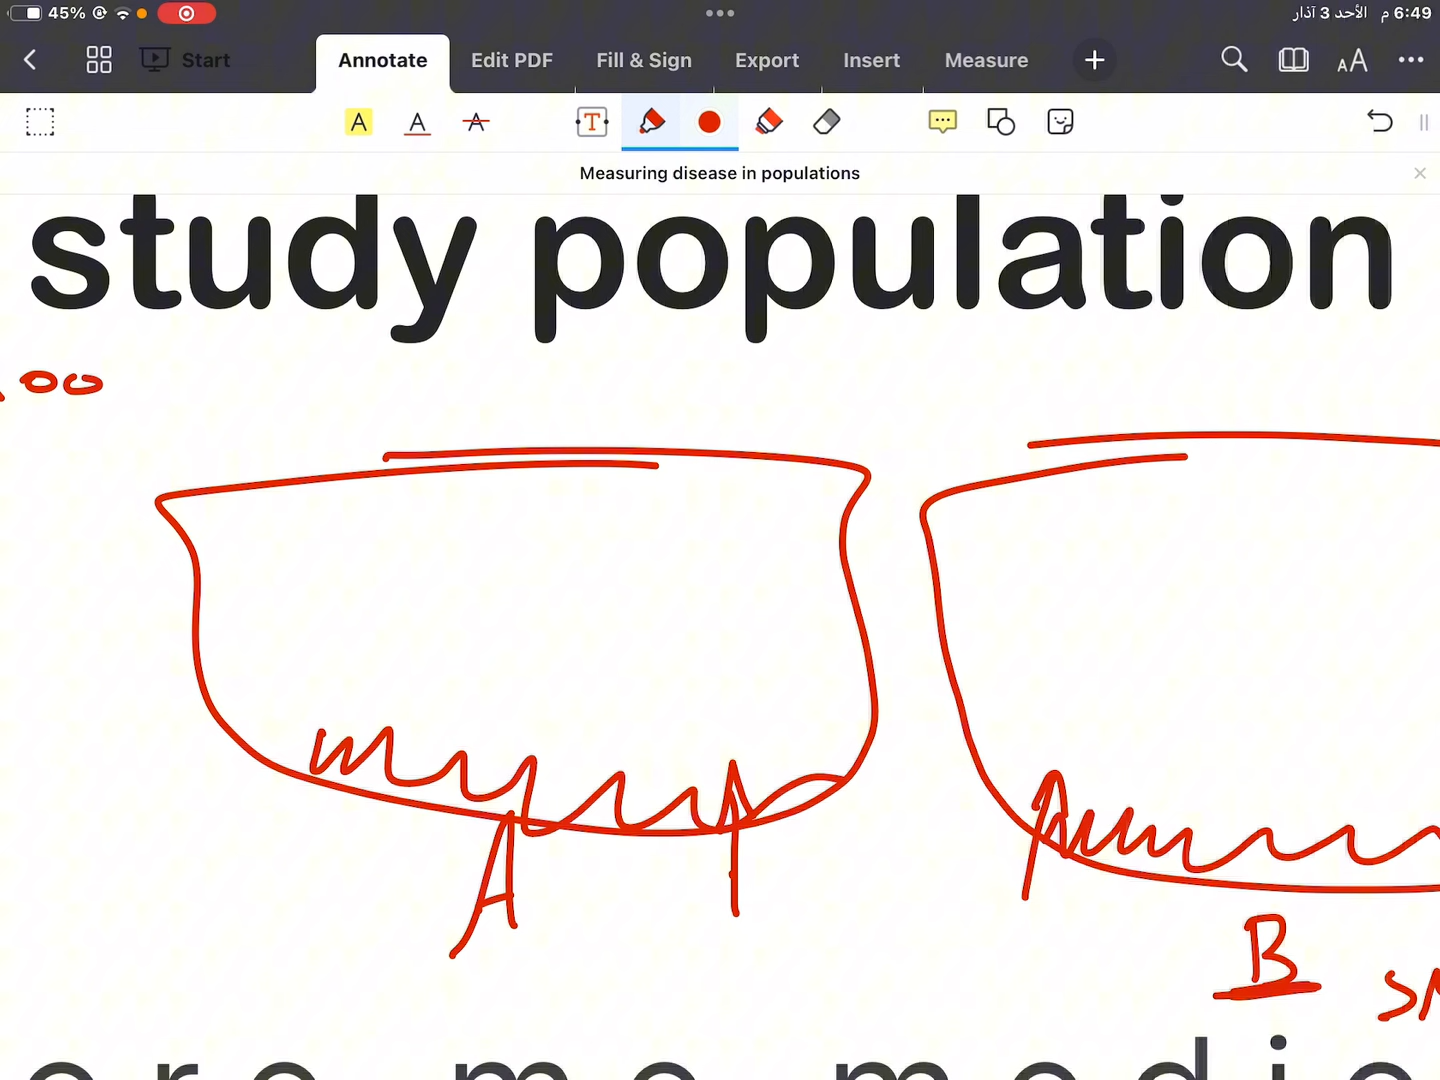 45% 6:49 م الأحد 3 آذار
Start Annotate Edit PDF Fill & Sign Export Insert Measure
Measuring disease in populations
study population
00
A
B